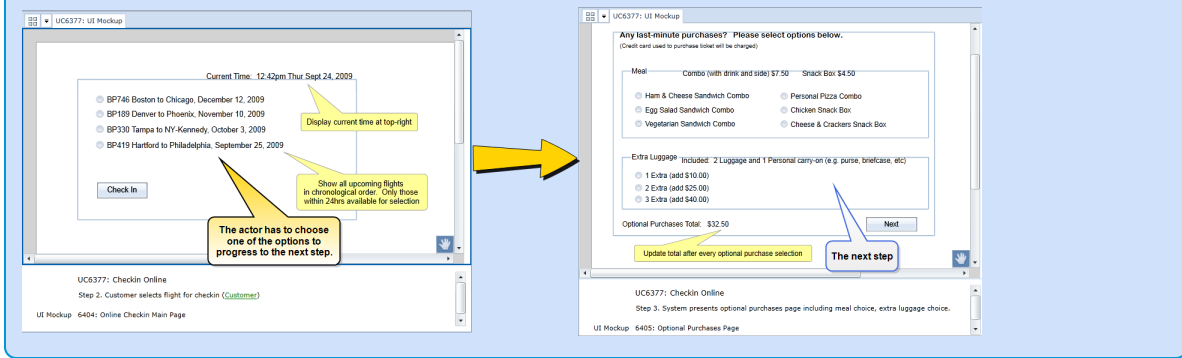 UC6377: UI Mockup
Current Time: 12:42pm Thur Sept 24, 2009
BP746 Boston to Chicago, December 12, 2009
BP189 Denver to Phoenix, November 10, 2009
BP330 Tampa to NY-Kennedy, October 3, 2009
BP419 Hartford to Philadelphia, September 25, 2009
Display current time at top-right
Check In
Show all upcoming flights
in chronological order. Only those
within 24hrs available for selection
The actor has to choose
one of the options to
progress to the next step.
UC6377: Checkin Online
Step 2. Customer selects flight for checkin (Customer)
UI Mockup 6404: Online Checkin Main Page
UC6377: UI Mockup
Any last-minute purchases? Please select options below.
(Credit card used to purchase ticket will be charged)
Meal Combo (with drink and side) $7.50 Snack Box $4.50
Ham & Cheese Sandwich Combo Personal Pizza Combo
Egg Salad Sandwich Combo Chicken Snack Box
Vegetarian Sandwich Combo Cheese & Crackers Snack Box
Extra Luggage Included: 2 Luggage and 1 Personal carry-on (e.g. purse, briefcase, etc)
1 Extra (add $10.00)
2 Extra (add $25.00)
3 Extra (add $40.00)
Optional Purchases Total: $32.50 Next
Update total after every optional purchase selection
The next step
UC6377: Checkin Online
Step 3. System presents optional purchases page including meal choice, extra luggage choice.
UI Mockup 6405: Optional Purchases Page